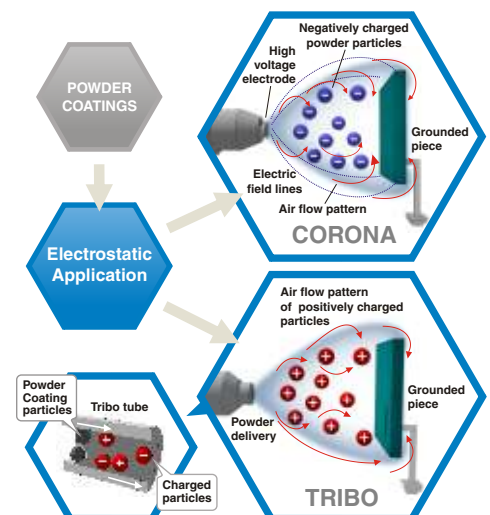 POWDER
COATINGS
Electrostatic
Application
Negatively charged
powder particles
High
voltage
electrode
Grounded
piece
Electric
field lines
Air flow pattern
CORONA
Air flow pattern
of positively charged
particles
Grounded
piece
Powder
delivery
TRIBO
Powder
Coating
particles
Tribo tube
Charged
particles